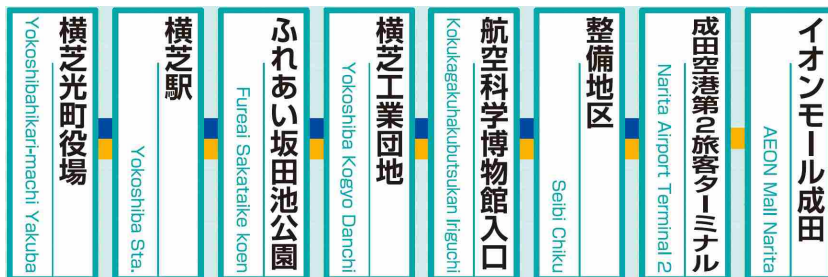 横芝光町役場
Yokoshibahikari-machi Yakuba
横芝駅
Yokoshiba Sta.
ふれあい坂田池公園
Fureai Sakataike koen
横芝工業団地
Yokoshiba Kogyo Danchi
航空科学博物館入口
Kokukagakuhakubutsukan Iriguchi
整備地区
Seibi Chiku
成田空港第2旅客ターミナル
Narita Airport Terminal 2
イオンモール成田
AEON Mall Narita